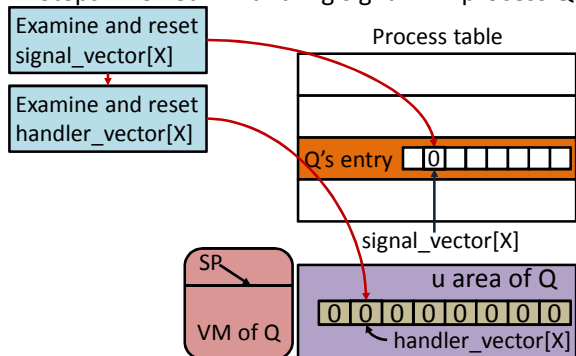 Examine and reset
signal_vector[X]
Process table
Examine and reset
handler_vector[X]
Q's entry
0
signal_vector[X]
SP
u area of Q
0 0 0 0 0 0 0 0
VM of Q
handler_vector[X]